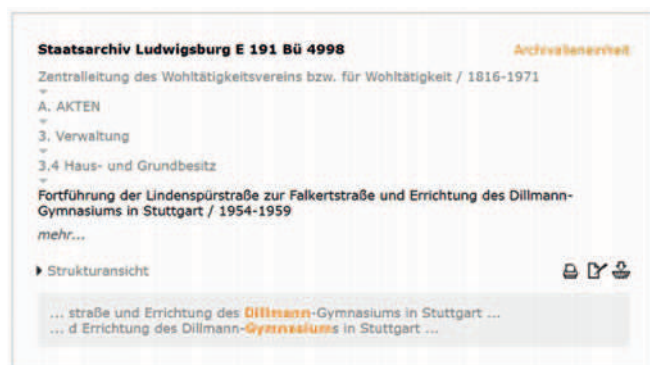 Staatsarchiv Ludwigsburg E 191 Bü 4998
Archivalieneinheit
Zentralleitung des Wohltätigkeitsvereins bzw. für Wohltätigkeit / 1816-1971
A. AKTEN
3. Verwaltung
3.4 Haus- und Grundbesitz
Fortführung der Lindenspürstraße zur Falkertstraße und Errichtung des Dillmann-
Gymnasiums in Stuttgart / 1954-1959
mehr...
Strukturansicht
... straße und Errichtung des Dillmann-Gymnasiums in Stuttgart ...
... d Errichtung des Dillmann-Gymnasiums in Stuttgart ...